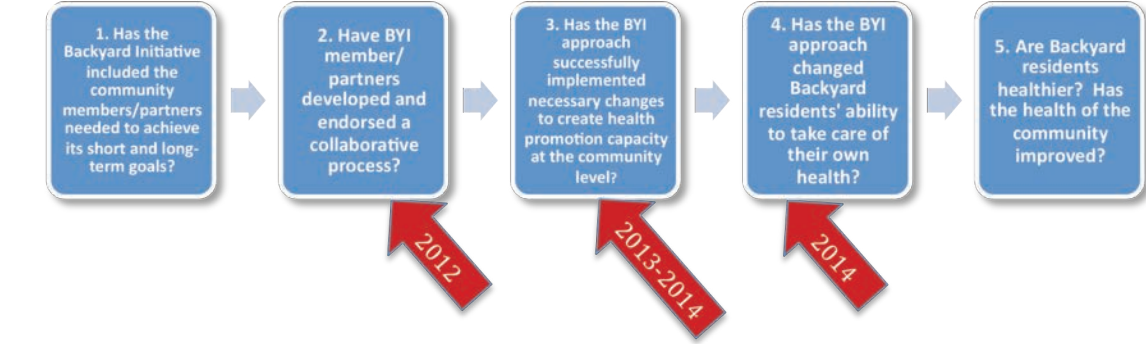 1. Has the
Backyard Initiative
included the
community
members/partners
needed to achieve
its short and long-
term goals?
2. Have BYI
member/
partners
developed and
endorsed a
collaborative
process?
3. Has the BYI
approach
successfully
implemented
necessary changes
to create health
promotion capacity
at the community
level?
4. Has the BYI
approach
changed
Backyard
residents' ability
to take care of
their own
health?
5. Are Backyard
residents
healthier? Has
the health of the
community
improved?
2012
2013-2014
2014